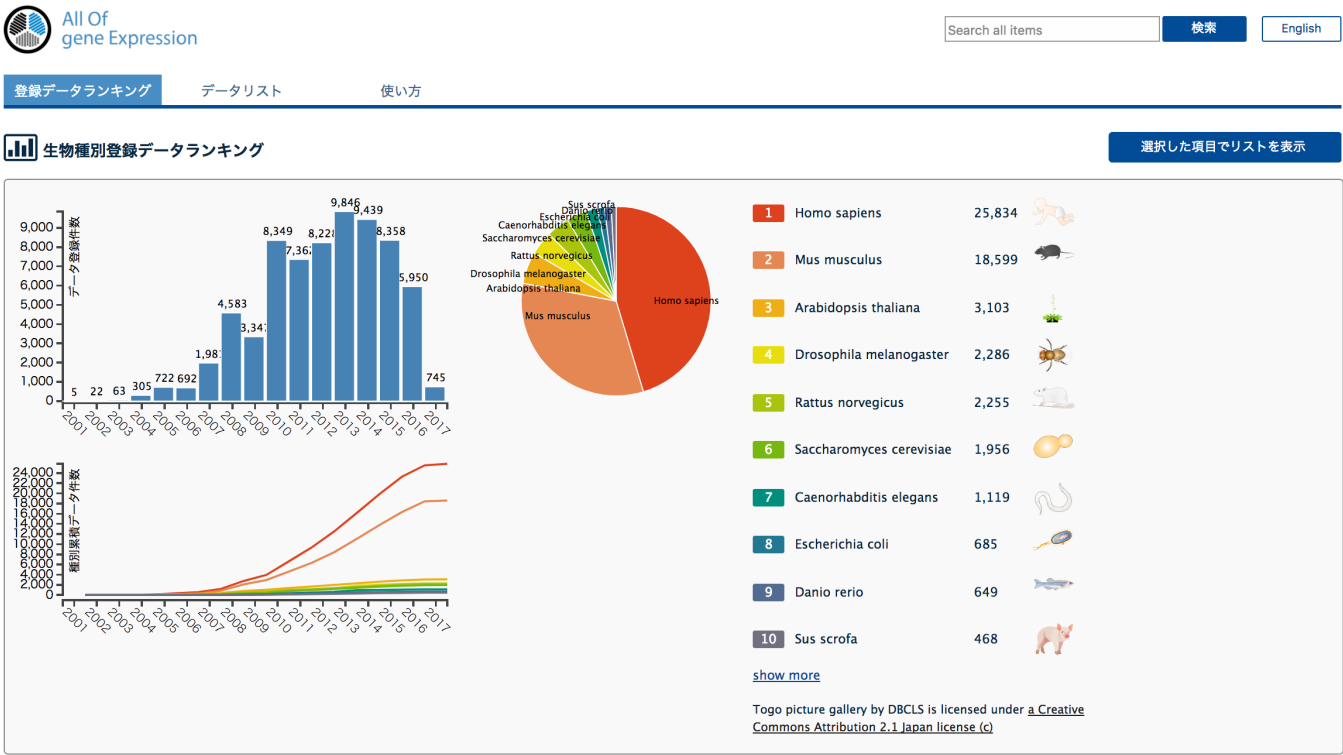 All Of
gene Expression
Search all items
検索
English
登録データランキング
データリスト
使い方
生物種別登録データランキング
選択した項目でリストを表示
データ登録件数
9,000
8,000
7,000
6,000
5,000
4,000
3,000
2,000
1,000
0
5
22
63
305
722
692
1,981
4,583
3,347
8,349
7,362
8,228
9,846
9,439
8,358
5,950
745
2001
2002
2003
2004
2005
2006
2007
2008
2009
2010
2011
2012
2013
2014
2015
2016
2017
種別累積データ件数
24,000
22,000
20,000
18,000
16,000
14,000
12,000
10,000
8,000
6,000
4,000
2,000
0
2001
2002
2003
2004
2005
2006
2007
2008
2009
2010
2011
2012
2013
2014
2015
2016
2017
Sus scrofa
Danio rerio
Escherichia coli
Caenorhabditis elegans
Saccharomyces cerevisiae
Rattus norvegicus
Drosophila melanogaster
Arabidopsis thaliana
Mus musculus
Homo sapiens
1 Homo sapiens 25,834
2 Mus musculus 18,599
3 Arabidopsis thaliana 3,103
4 Drosophila melanogaster 2,286
5 Rattus norvegicus 2,255
6 Saccharomyces cerevisiae 1,956
7 Caenorhabditis elegans 1,119
8 Escherichia coli 685
9 Danio rerio 649
10 Sus scrofa 468
show more
Togo picture gallery by DBCLS is licensed under a Creative
Commons Attribution 2.1 Japan license (c)